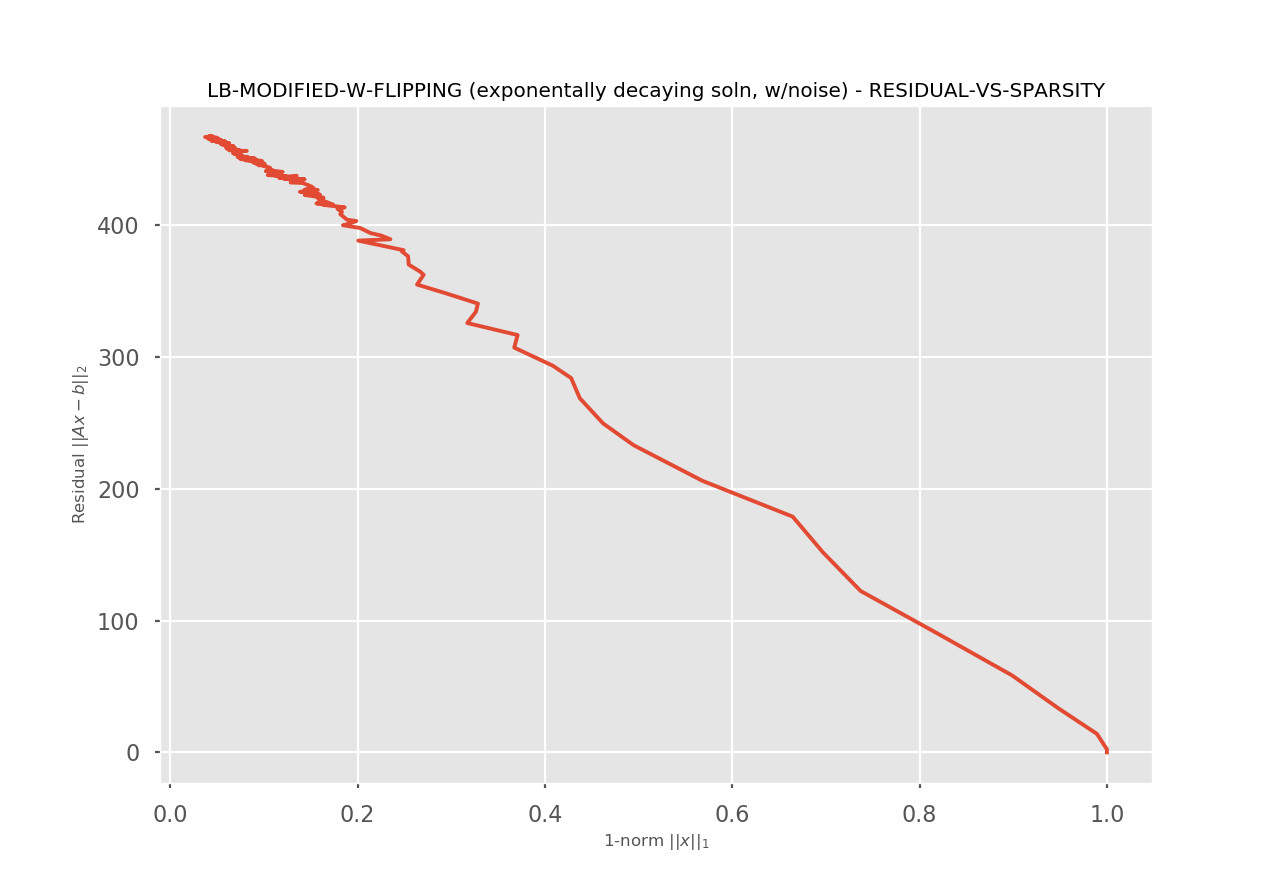 LB-MODIFIED-W-FLIPPING (exponentially decaying soln, w/noise) - RESIDUAL-VS-SPARSITY
Residual ||Ax − b||₂
400
300
200
100
0
0.0 0.2 0.4 0.6 0.8 1.0
1-norm ||x||₁